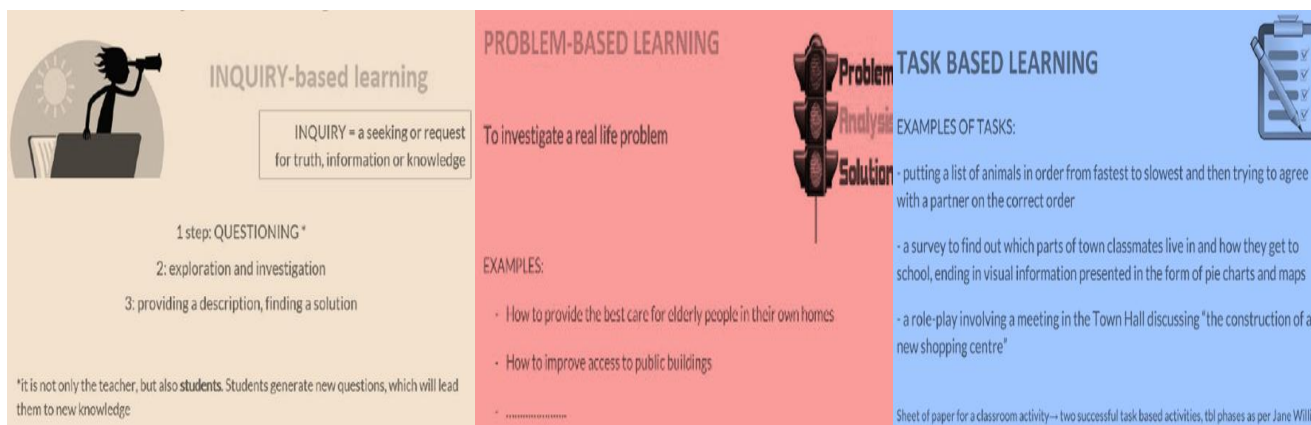 INQUIRY-based learning
INQUIRY = a seeking or request
for truth, information or knowledge
1 step: QUESTIONING *
2: exploration and investigation
3: providing a description, finding a solution
*it is not only the teacher, but also students. Students generate new questions, which will lead
them to new knowledge
PROBLEM-BASED LEARNING
Problem
Analysis
Solution
To investigate a real life problem
EXAMPLES:
- How to provide the best care for elderly people in their own homes
- How to improve access to public buildings
- .....................
TASK BASED LEARNING
EXAMPLES OF TASKS:
- putting a list of animals in order from fastest to slowest and then trying to agree
with a partner on the correct order
- a survey to find out which parts of town classmates live in and how they get to
school, ending in visual information presented in the form of pie charts and maps
- a role-play involving a meeting in the Town Hall discussing "the construction of a
new shopping centre"
Sheet of paper for a classroom activity→ two successful task based activities, tbl phases as per Jane Willi